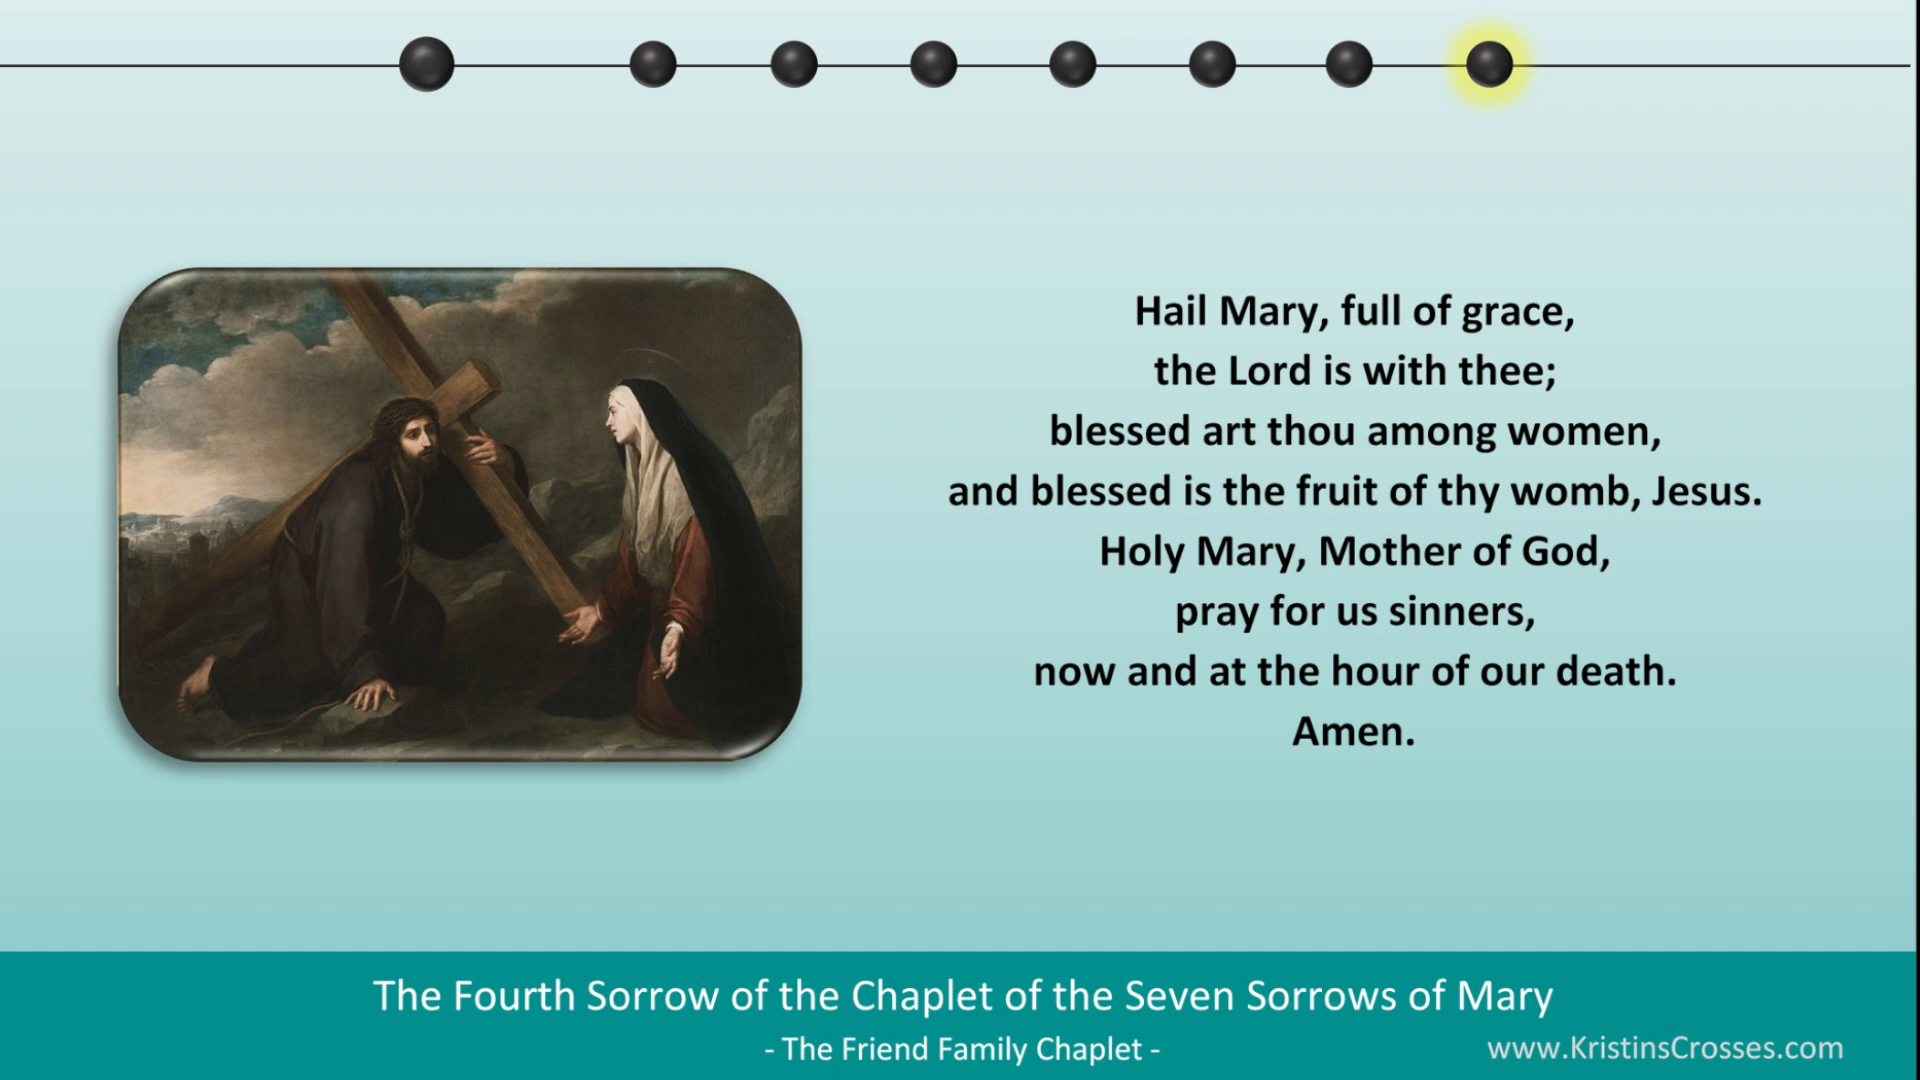 Hail Mary, full of grace,
the Lord is with thee;
blessed art thou among women,
and blessed is the fruit of thy womb, Jesus.
Holy Mary, Mother of God,
pray for us sinners,
now and at the hour of our death.
Amen.
The Fourth Sorrow of the Chaplet of the Seven Sorrows of Mary
- The Friend Family Chaplet -
www.KristinsCrosses.com